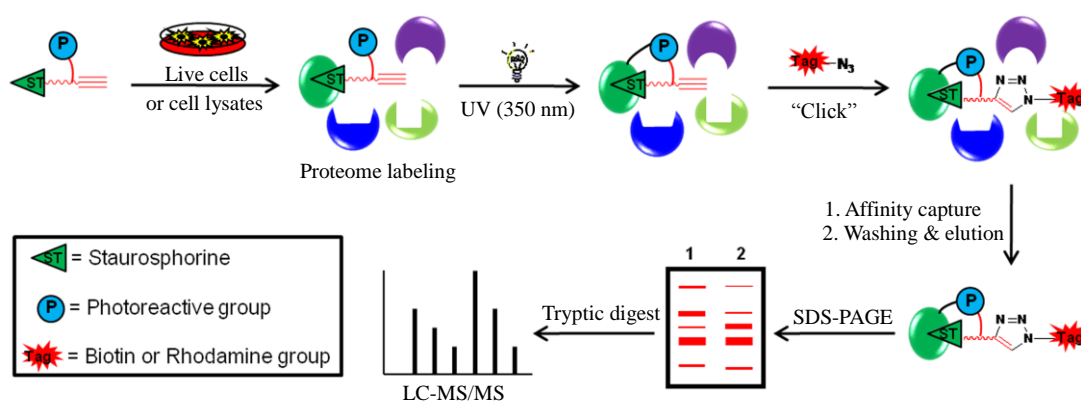 P
ST
Live cells
or cell lysates
P
ST
Proteome labeling
UV (350 nm)
P
ST
Tag–N3
“Click”
P
ST
N=N
N
Tag
1. Affinity capture
2. Washing & elution
P
ST
N=N
N
Tag
SDS-PAGE
1 2
Tryptic digest
LC-MS/MS
ST = Staurosphorine
P = Photoreactive group
Tag = Biotin or Rhodamine group